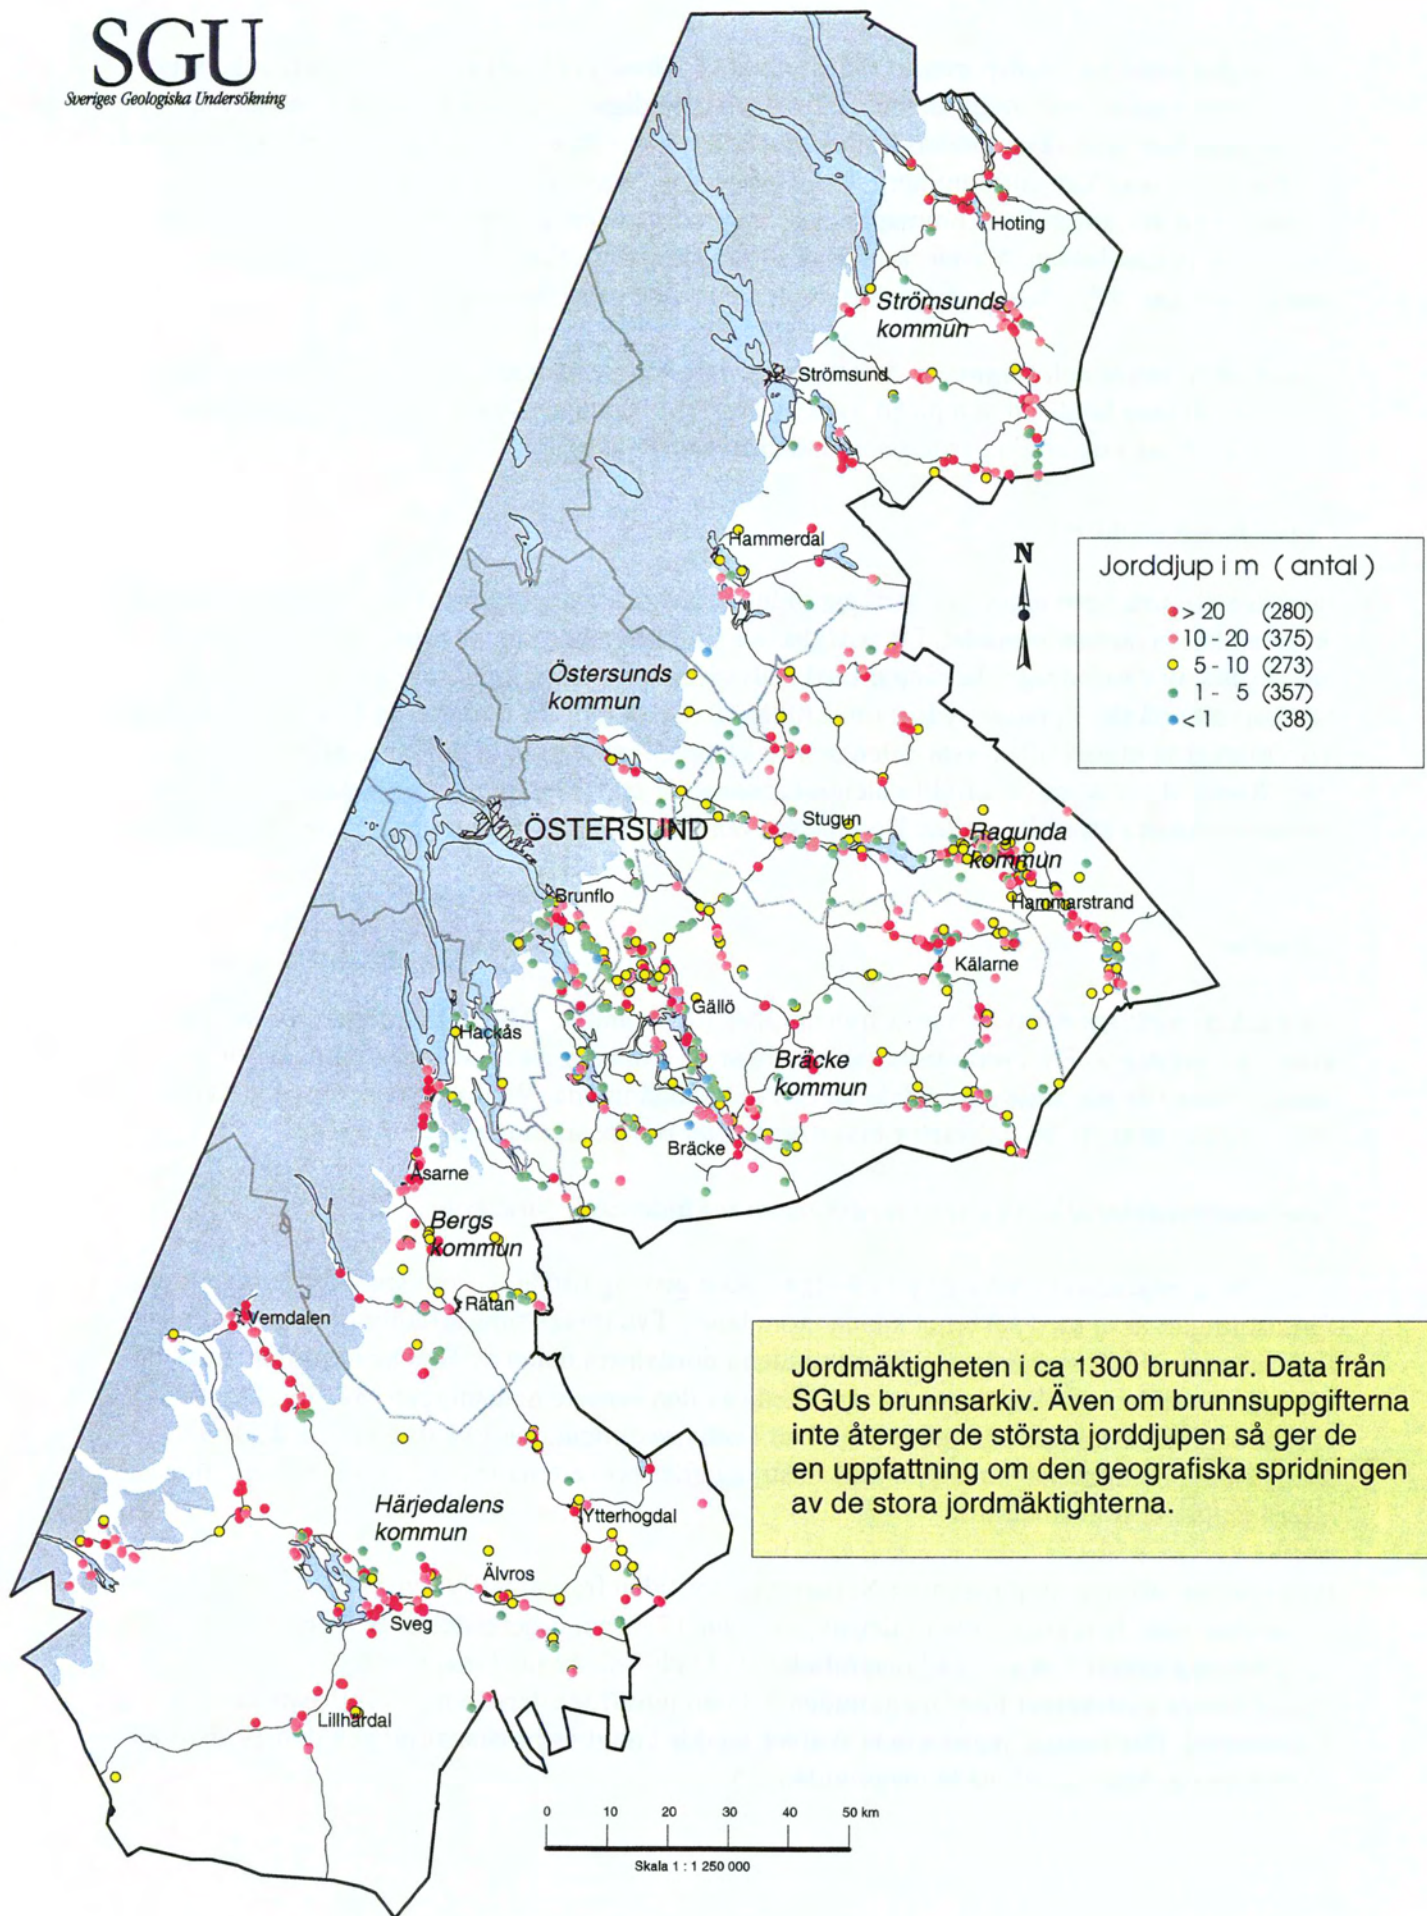 SGU
Sveriges Geologiska Undersökning
Hoting
Strömsunds
kommun
Strömsund
Hammerdal
N
Jorddjup i m ( antal )
> 20 (280)
10 - 20 (375)
5 - 10 (273)
1 - 5 (357)
< 1 (38)
Östersunds
kommun
Stugun
ÖSTERSUND
Ragunda
kommun
Brunflo
Hammarstrand
Kälarne
Gällö
Hackås
Bräcke
kommun
Bräcke
Åsarne
Bergs
kommun
Rätan
Vemdalen
Jordmäktigheten i ca 1300 brunnar. Data från
SGUs brunnsarkiv. Även om brunnsuppgifterna
inte återger de största jorddjupen så ger de
en uppfattning om den geografiska spridningen
av de stora jordmäktighterna.
Härjedalens
kommun
Ytterhogdal
Älvros
Sveg
Lillhärdal
0 10 20 30 40 50 km
Skala 1 : 1 250 000